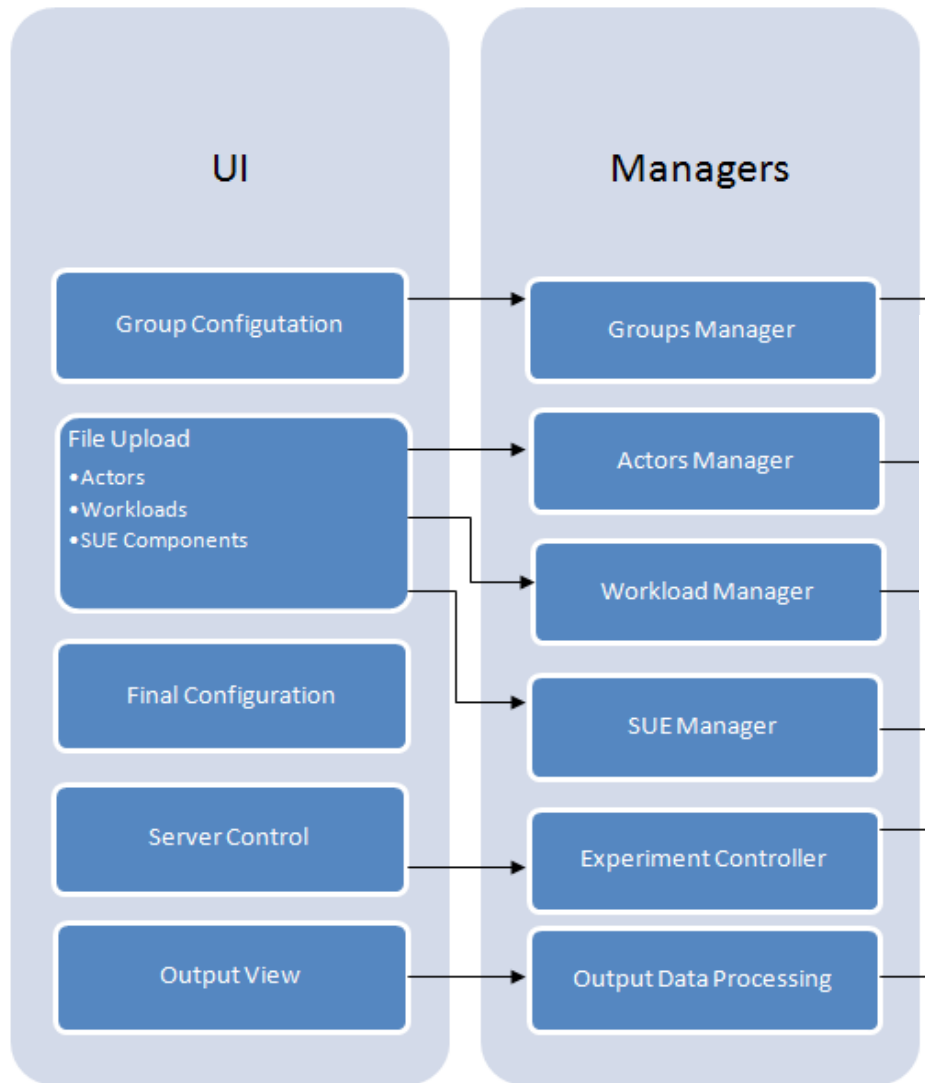 UI
Group Configutation
File Upload
•Actors
•Workloads
•SUE Components
Final Configuration
Server Control
Output View
Managers
Groups Manager
Actors Manager
Workload Manager
SUE Manager
Experiment Controller
Output Data Processing